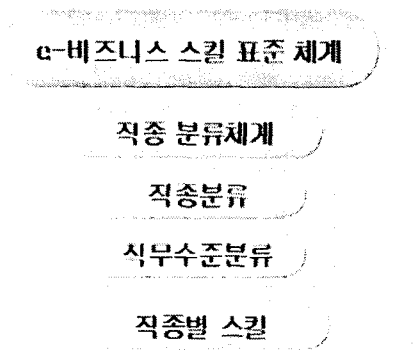 e-비즈니스 스킬 표준 체계
직종 분류체계
직종분류
직무수준분류
직종별 스킬